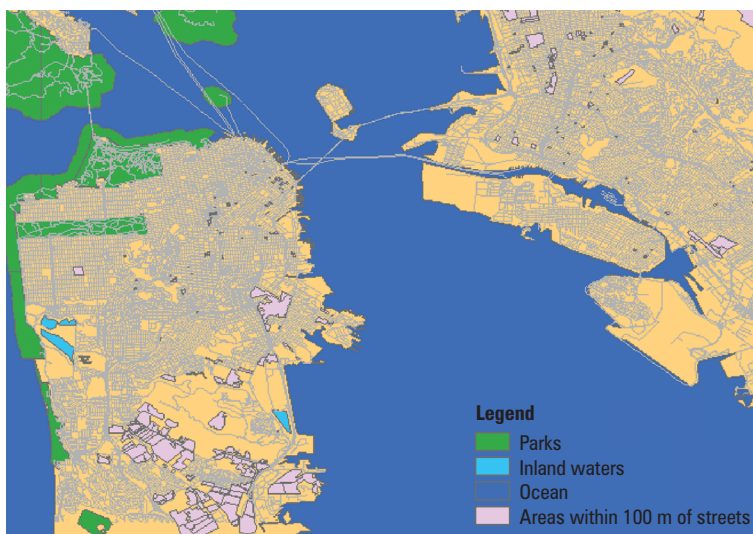 Legend
Parks
Inland waters
Ocean
Areas within 100 m of streets